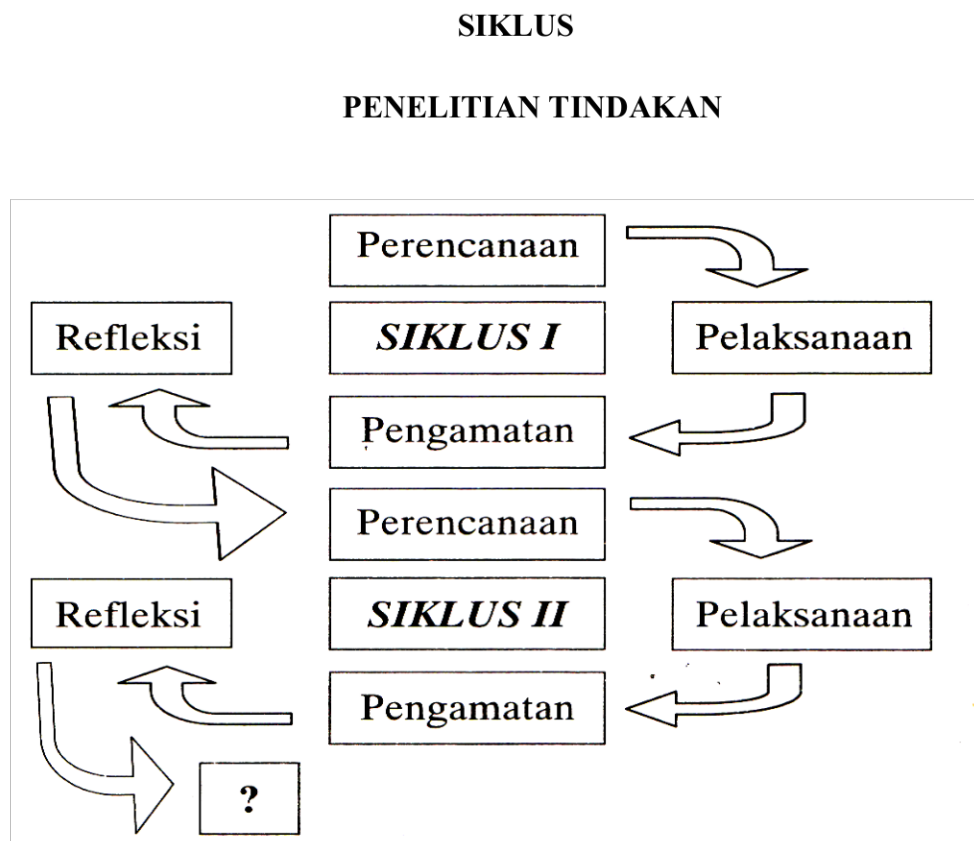 SIKLUS
PENELITIAN TINDAKAN
Perencanaan
Refleksi
SIKLUS I
Pelaksanaan
Pengamatan
Perencanaan
Refleksi
SIKLUS II
Pelaksanaan
Pengamatan
?